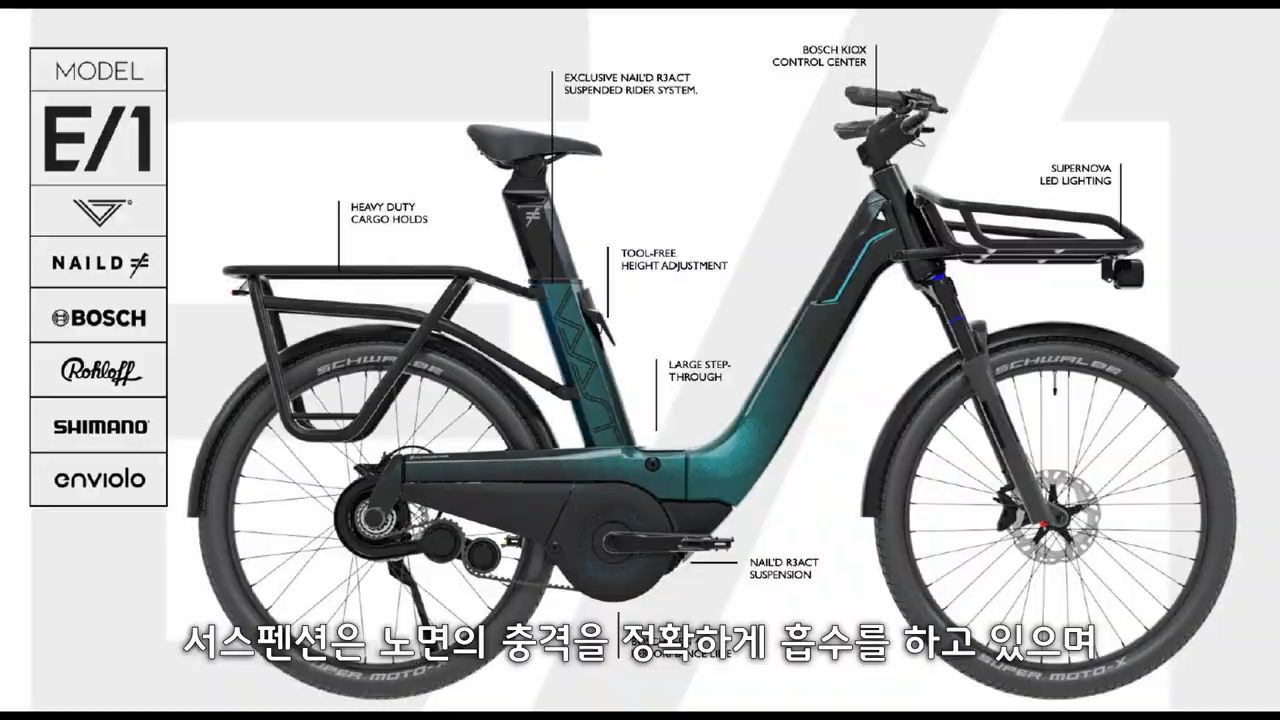 MODEL
E/1
NAILD
BOSCH
Rohloff
SHIMANO
enviolo
BOSCH KIOX
CONTROL CENTER
EXCLUSIVE NAIL'D R3ACT
SUSPENDED RIDER SYSTEM.
SUPERNOVA
LED LIGHTING
HEAVY DUTY
CARGO HOLDS
TOOL-FREE
HEIGHT ADJUSTMENT
LARGE STEP-
THROUGH
SCHWALBE
SCHWALBE
NAIL'D R3ACT
SUSPENSION
서스펜션은 노면의 충격을 정확하게 흡수를 하고 있으며
SUPER MOTO-X
SUPER MOTO-X